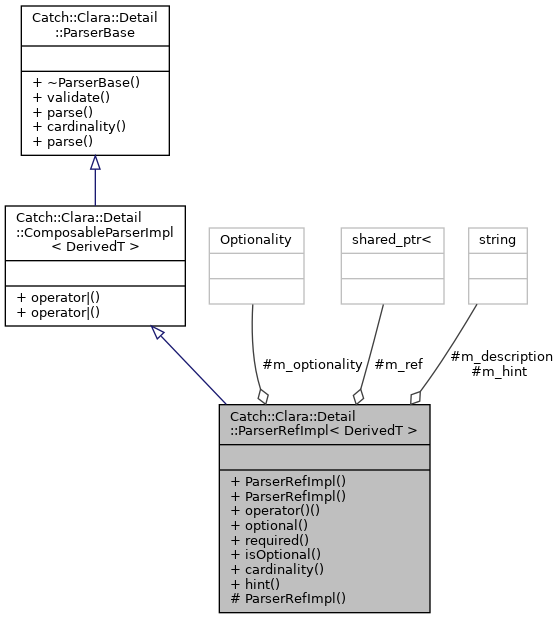 Catch::Clara::Detail
::ParserBase
+ ~ParserBase()
+ validate()
+ parse()
+ cardinality()
+ parse()
Catch::Clara::Detail
::ComposableParserImpl
< DerivedT >
+ operator|()
+ operator|()
Optionality
shared_ptr<
string
#m_optionality
#m_ref
#m_description
#m_hint
Catch::Clara::Detail
::ParserRefImpl< DerivedT >
+ ParserRefImpl()
+ ParserRefImpl()
+ operator()()
+ optional()
+ required()
+ isOptional()
+ cardinality()
+ hint()
# ParserRefImpl()